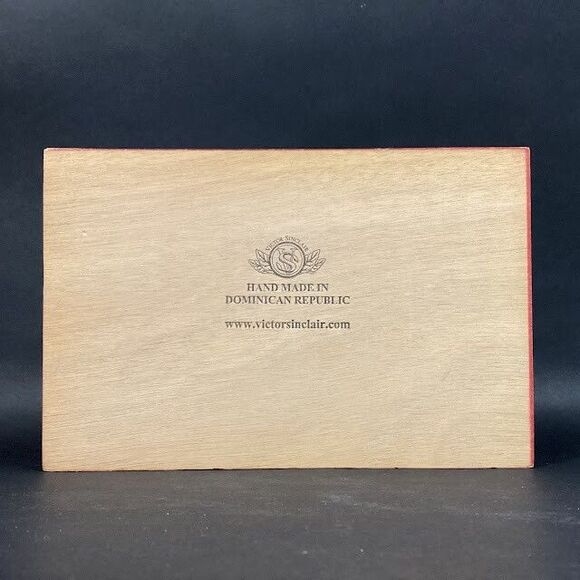 VICTOR SINCLAIR
VS
HAND MADE IN
DOMINICAN REPUBLIC
www.victorsinclair.com